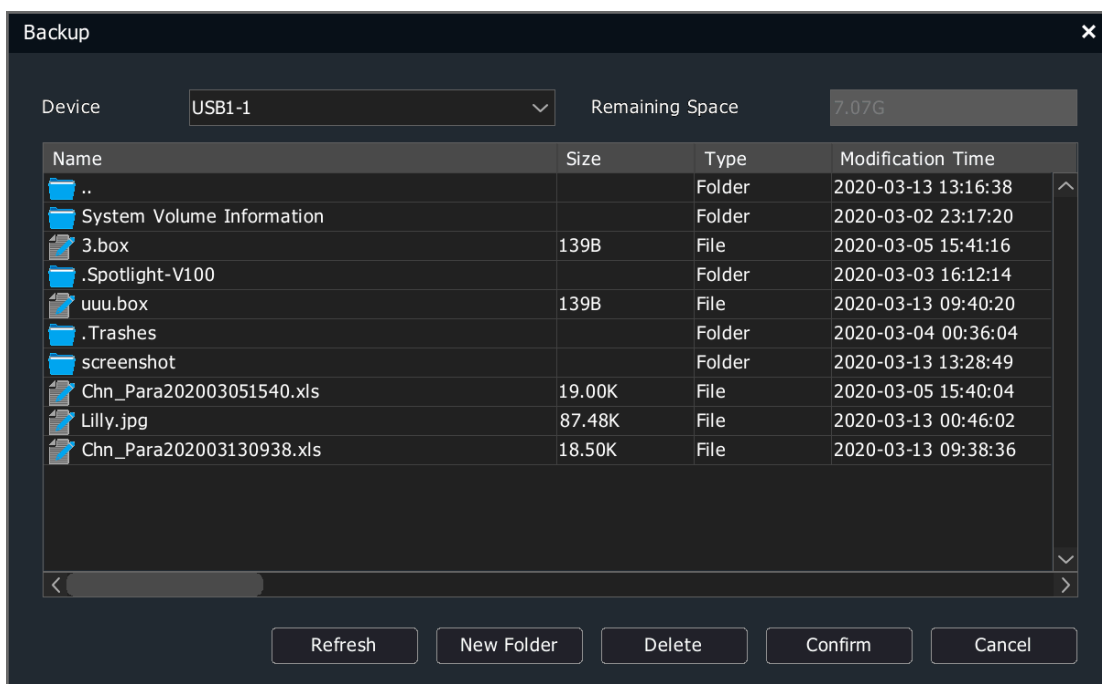 Backup
Device USB1-1 Remaining Space 7.07G
Name Size Type Modification Time
.. Folder 2020-03-13 13:16:38
System Volume Information Folder 2020-03-02 23:17:20
3.box 139B File 2020-03-05 15:41:16
.Spotlight-V100 Folder 2020-03-03 16:12:14
uuu.box 139B File 2020-03-13 09:40:20
.Trashes Folder 2020-03-04 00:36:04
screenshot Folder 2020-03-13 13:28:49
Chn_Para202003051540.xls 19.00K File 2020-03-05 15:40:04
Lilly.jpg 87.48K File 2020-03-13 00:46:02
Chn_Para202003130938.xls 18.50K File 2020-03-13 09:38:36
Refresh New Folder Delete Confirm Cancel